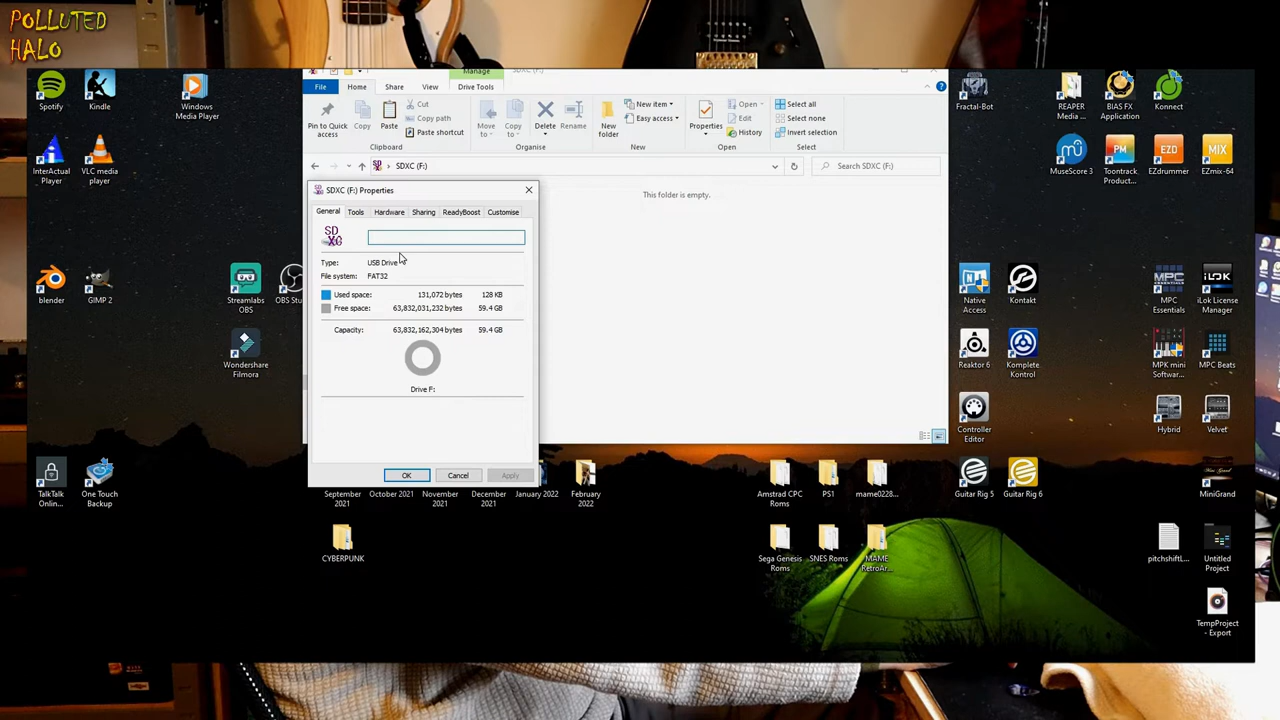 POLLUTED
HALO
Spotify
Kindle
Windows
Media Player
InterActual
Player
VLC media
player
blender
GIMP 2
Streamlabs
OBS
OBS Stu
Wondershare
Filmora
TalkTalk
Online...
One Touch
Backup
Manage
SDXC (F:)
File
Home
Share
View
Drive Tools
Pin to Quick
access
Copy
Paste
Cut
Copy path
Paste shortcut
Clipboard
Move
to
Copy
to
Delete
Rename
Organise
New
folder
New item
Easy access
New
Properties
Open
Edit
History
Open
Select all
Select none
Invert selection
Select
SDXC (F:)
Search SDXC (F:)
This folder is empty.
SDXC (F:) Properties
General
Tools
Hardware
Sharing
ReadyBoost
Customise
SD
XC
Type:
USB Drive
File system:
FAT32
Used space:
131,072 bytes
128 KB
Free space:
63,832,031,232 bytes
59.4 GB
Capacity:
63,832,162,304 bytes
59.4 GB
Drive F:
OK
Cancel
Apply
September
2021
October 2021
November
2021
December
2021
January 2022
February
2022
CYBERPUNK
Amstrad CPC
Roms
PS1
mame0228...
Sega Genesis
Roms
SNES Roms
MAME
RetroAr...
Fractal-Bot
REAPER
Media ...
BIAS FX
Application
Konnect
MuseScore 3
PM
Toontrack
Product...
EZD
EZdrummer
MIX
EZmix-64
Native
Access
Kontakt
MPC
ESSENTIALS
MPC
Essentials
iLOK
iLok License
Manager
Reaktor 6
Komplete
Kontrol
MPK mini
Softwar...
MPC Beats
Controller
Editor
Hybrid
Velvet
Guitar Rig 5
Guitar Rig 6
MiniGrand
pitchshiftL...
Untitled
Project
TempProject
- Export